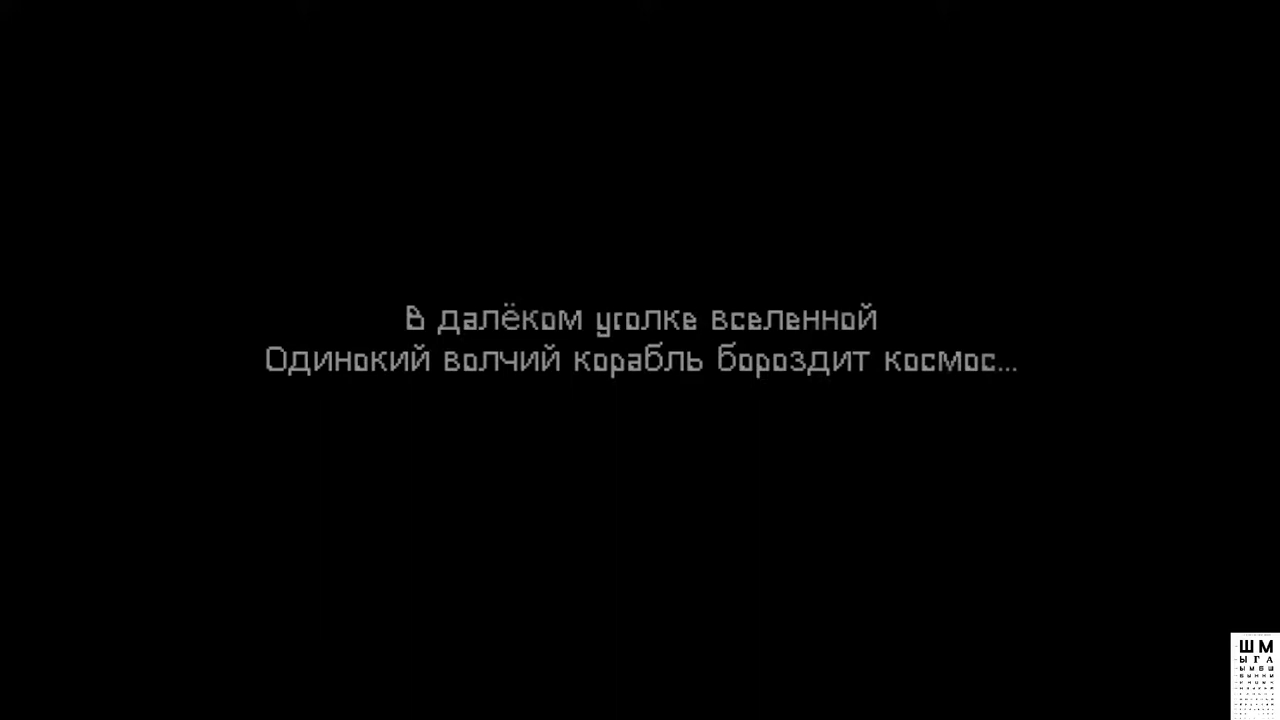 В далёком уголке вселенной
Одинокий волчий корабль бороздит космос...
Ш М
Ы Г А
Ы М Б Ш
Б Ы Н К И